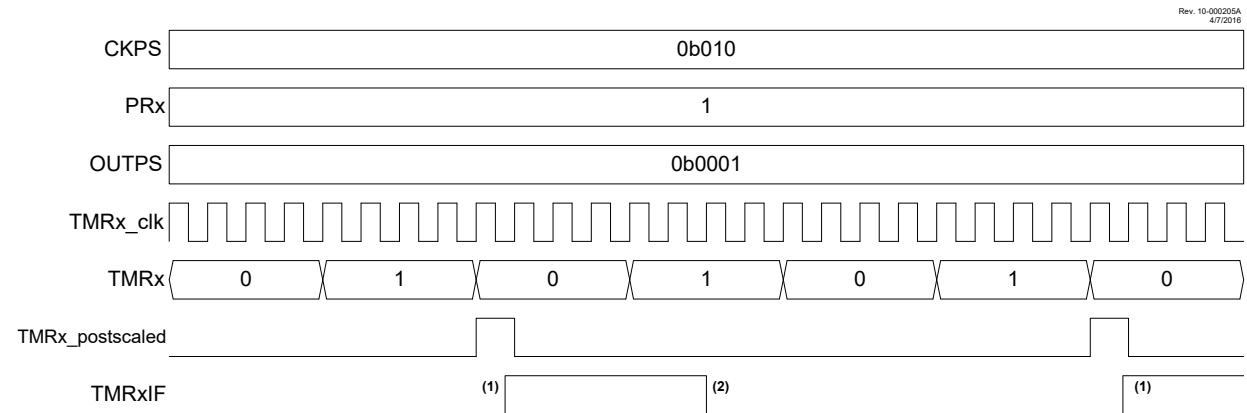 Rev. 10-000205A
4/7/2016
CKPS 0b010
PRx 1
OUTPS 0b0001
TMRx_clk
TMRx 0 1 0 1 0 1 0
TMRx_postscaled
TMRxIF (1) (2) (1)